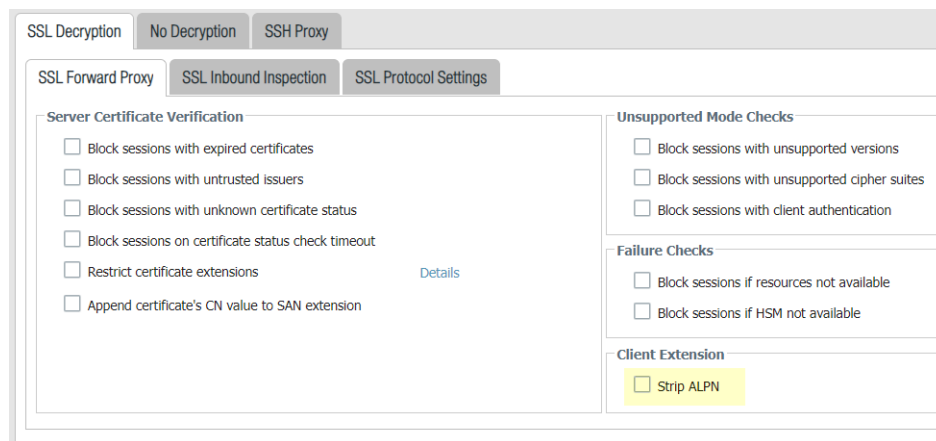 SSL Decryption No Decryption SSH Proxy
SSL Forward Proxy SSL Inbound Inspection SSL Protocol Settings
Server Certificate Verification
Block sessions with expired certificates
Block sessions with untrusted issuers
Block sessions with unknown certificate status
Block sessions on certificate status check timeout
Restrict certificate extensions Details
Append certificate's CN value to SAN extension
Unsupported Mode Checks
Block sessions with unsupported versions
Block sessions with unsupported cipher suites
Block sessions with client authentication
Failure Checks
Block sessions if resources not available
Block sessions if HSM not available
Client Extension
Strip ALPN